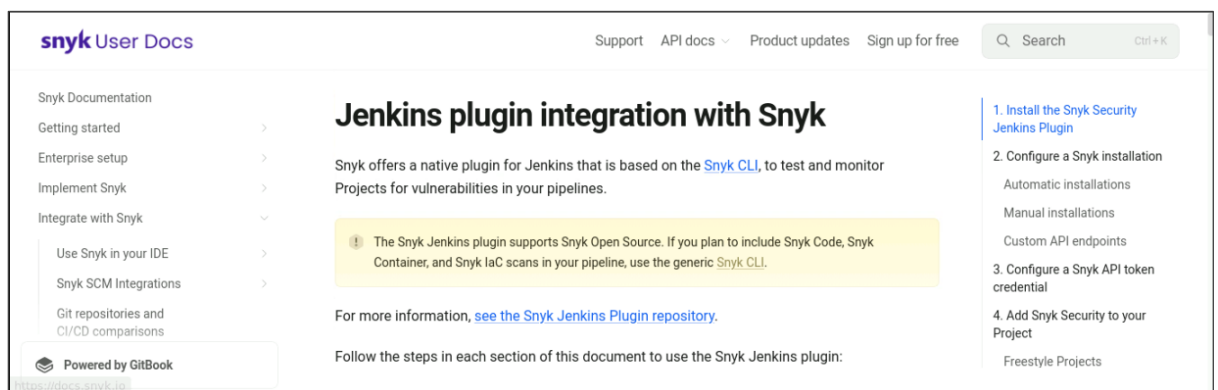 snyk User Docs
Support API docs Product updates Sign up for free
Search Ctrl+K
Snyk Documentation
Getting started
Enterprise setup
Implement Snyk
Integrate with Snyk
Use Snyk in your IDE
Snyk SCM Integrations
Git repositories and
CI/CD comparisons
Powered by GitBook
https://docs.snyk.io
Jenkins plugin integration with Snyk
Snyk offers a native plugin for Jenkins that is based on the Snyk CLI, to test and monitor
Projects for vulnerabilities in your pipelines.
The Snyk Jenkins plugin supports Snyk Open Source. If you plan to include Snyk Code, Snyk
Container, and Snyk IaC scans in your pipeline, use the generic Snyk CLI.
For more information, see the Snyk Jenkins Plugin repository.
Follow the steps in each section of this document to use the Snyk Jenkins plugin:
1. Install the Snyk Security
Jenkins Plugin
2. Configure a Snyk installation
Automatic installations
Manual installations
Custom API endpoints
3. Configure a Snyk API token
credential
4. Add Snyk Security to your
Project
Freestyle Projects